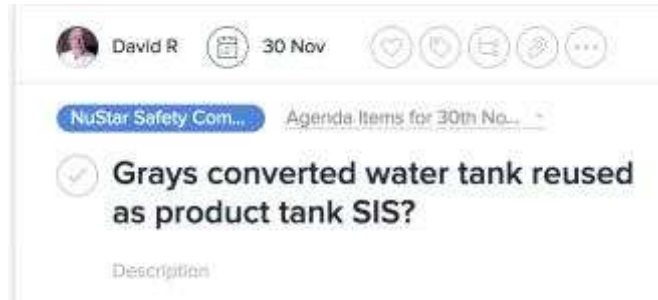 David R 30 Nov
NuStar Safety Com... Agenda Items for 30th No...
Grays converted water tank reused
as product tank SIS?
Description